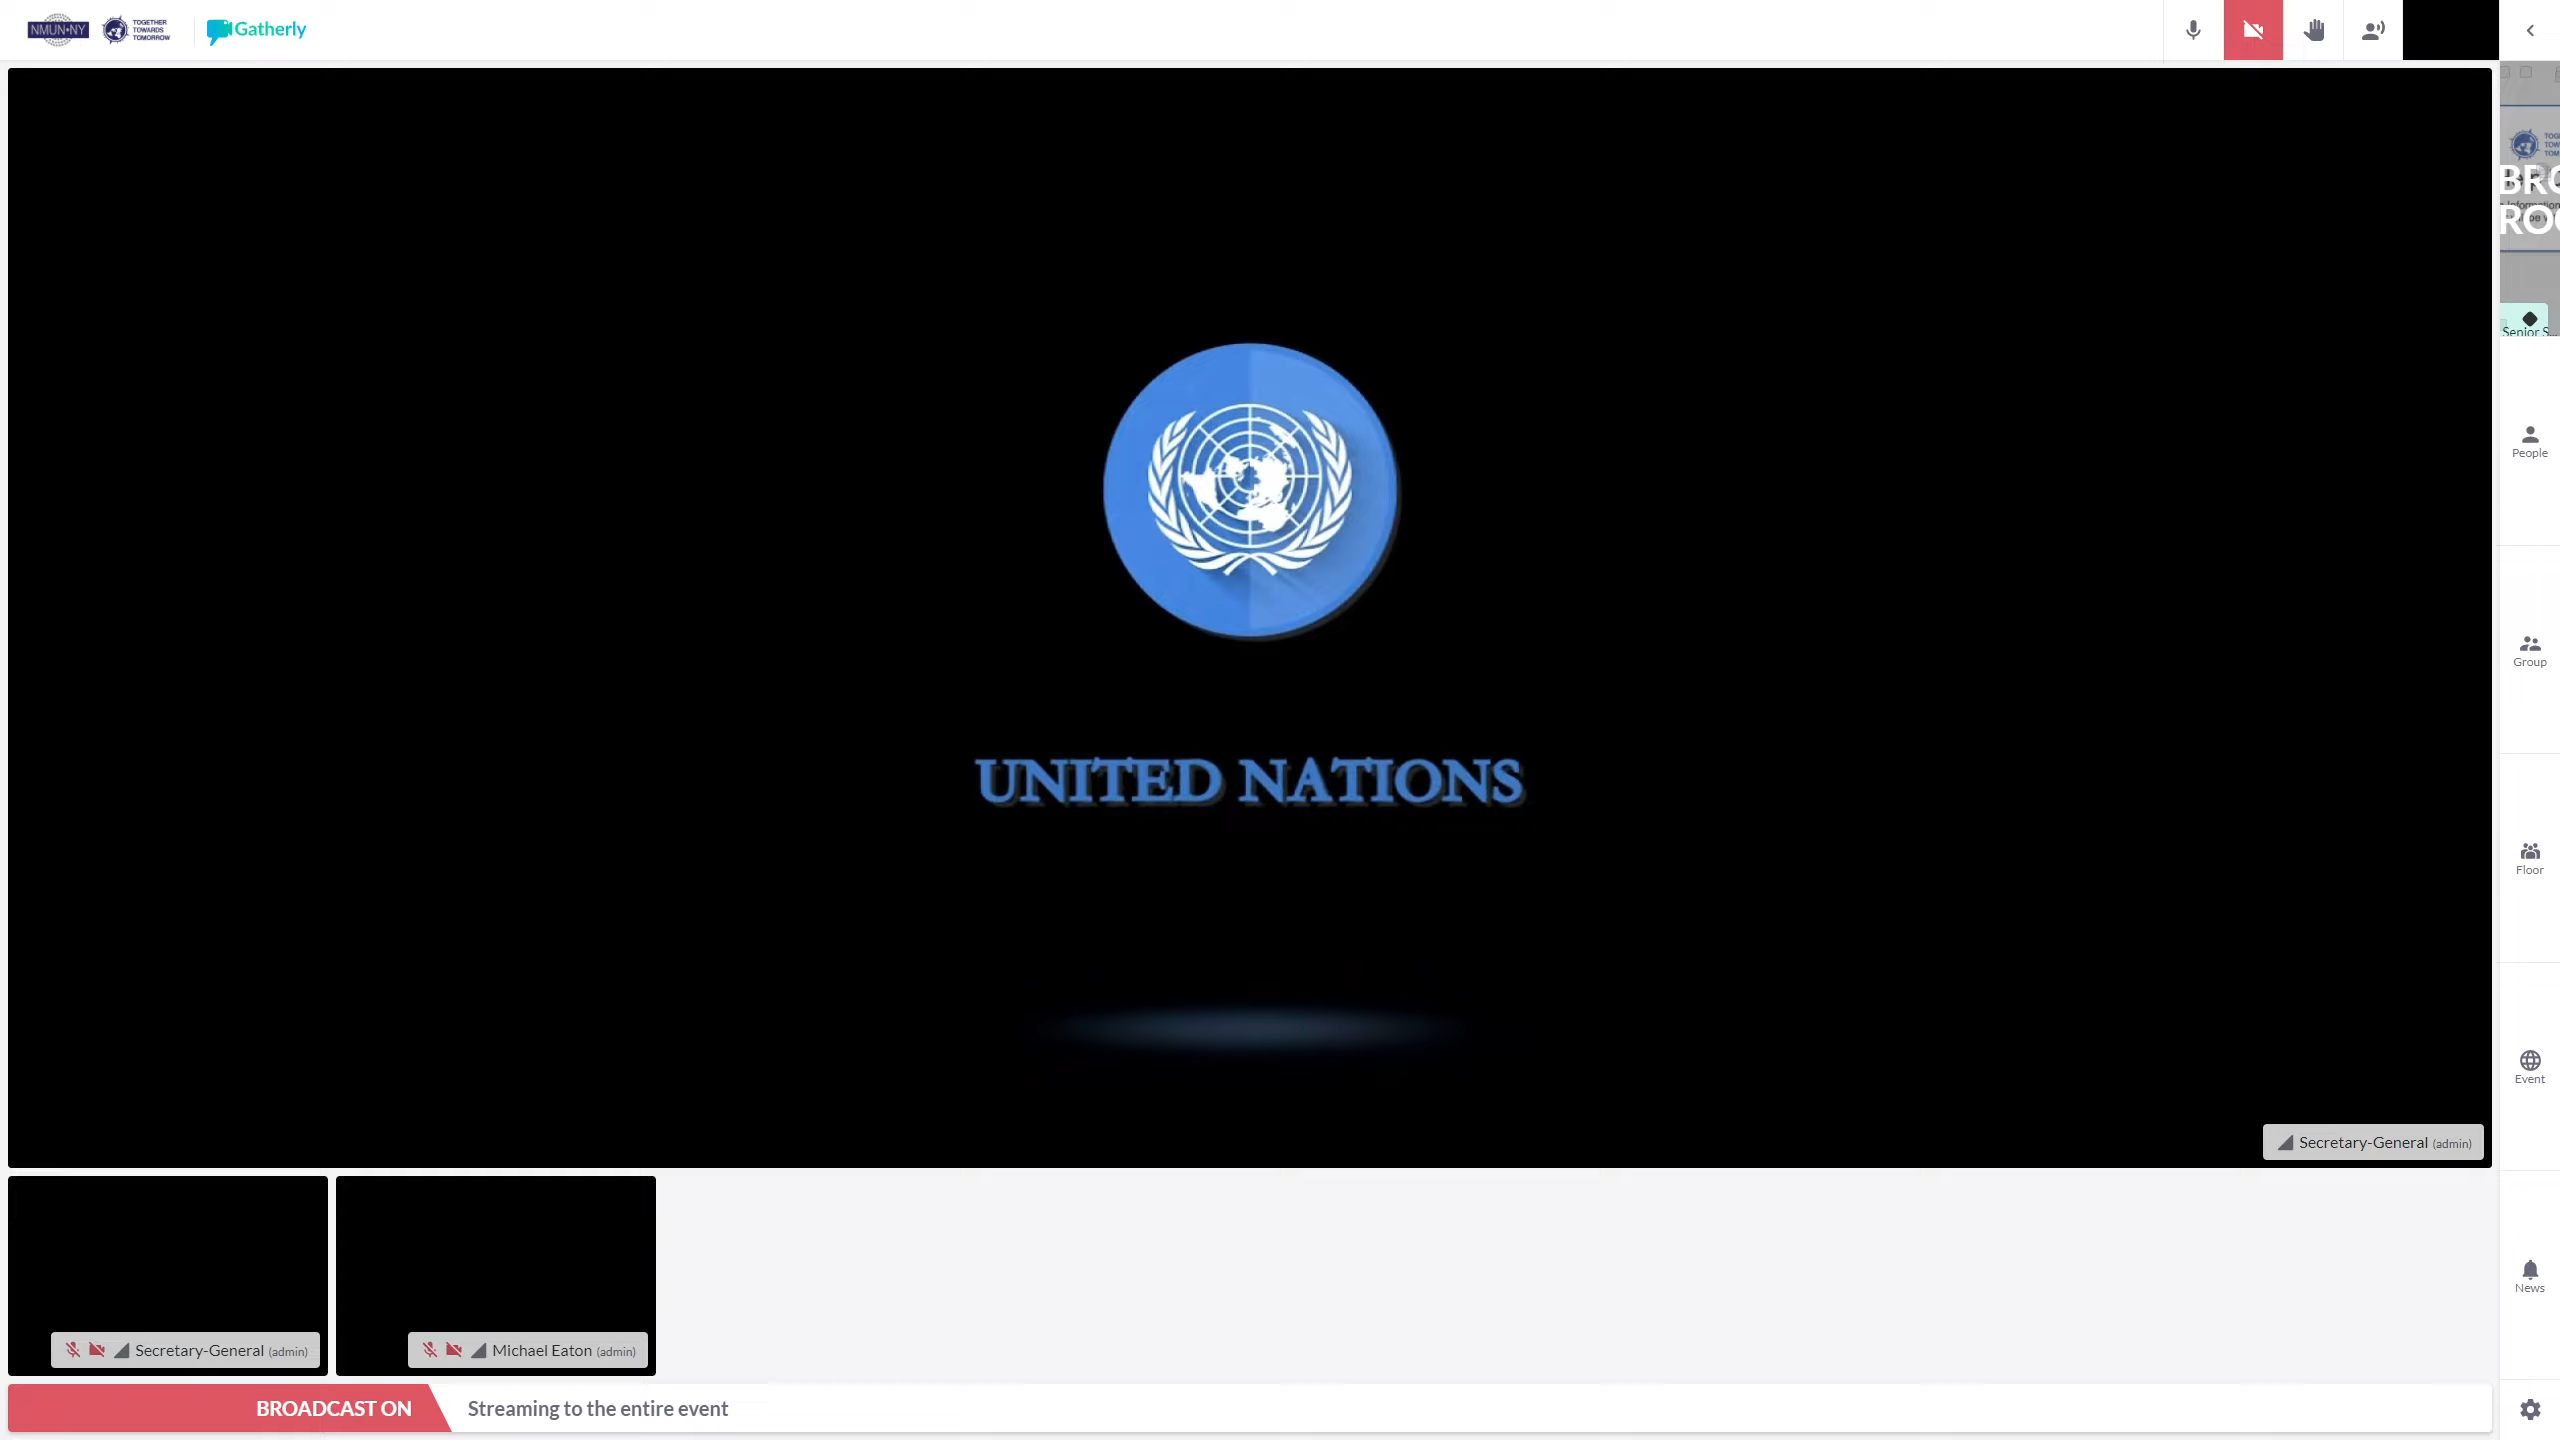 NMUN•NY
TOGETHER
TOWARDS
TOMORROW
Gatherly
UNITED NATIONS
Secretary-General (admin)
Secretary-General (admin)
Michael Eaton (admin)
BROADCAST ON
Streaming to the entire event
Senior S...
People
Group
Floor
Event
News